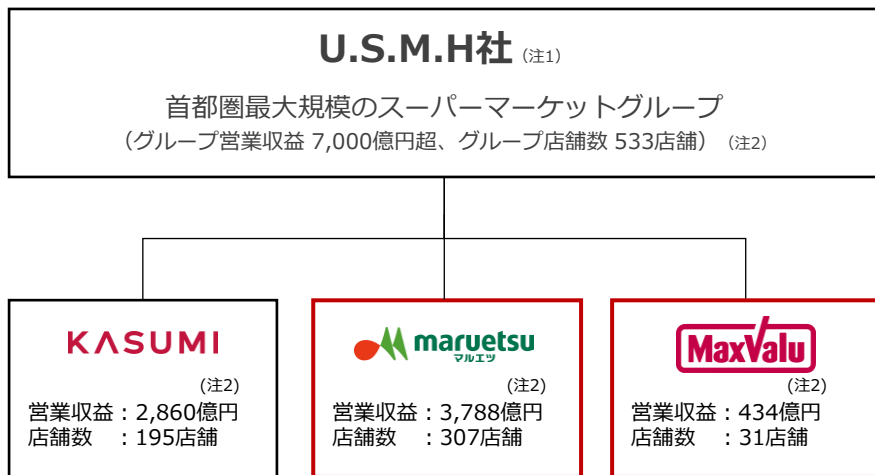 U.S.M.H社 (注1)
首都圏最大規模のスーパーマーケットグループ
（グループ営業収益 7,000億円超、グループ店舗数 533店舗） (注2)
KASUMI
(注2)
営業収益：2,860億円
店舗数 ：195店舗
maruetsu
マルエツ
(注2)
営業収益：3,788億円
店舗数 ：307店舗
MaxValu
(注2)
営業収益：434億円
店舗数 ：31店舗